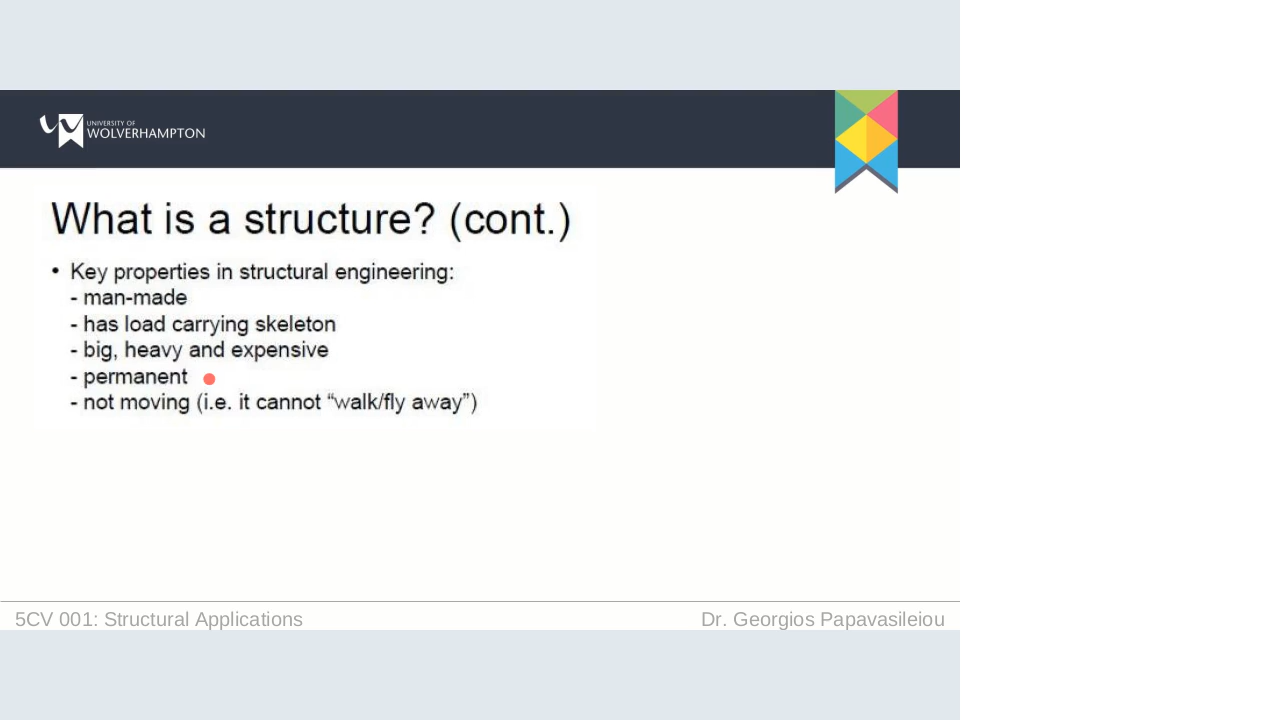 UNIVERSITY OF
WOLVERHAMPTON
What is a structure? (cont.)
• Key properties in structural engineering:
- man-made
- has load carrying skeleton
- big, heavy and expensive
- permanent
- not moving (i.e. it cannot “walk/fly away”)
5CV 001: Structural Applications
Dr. Georgios Papavasileiou